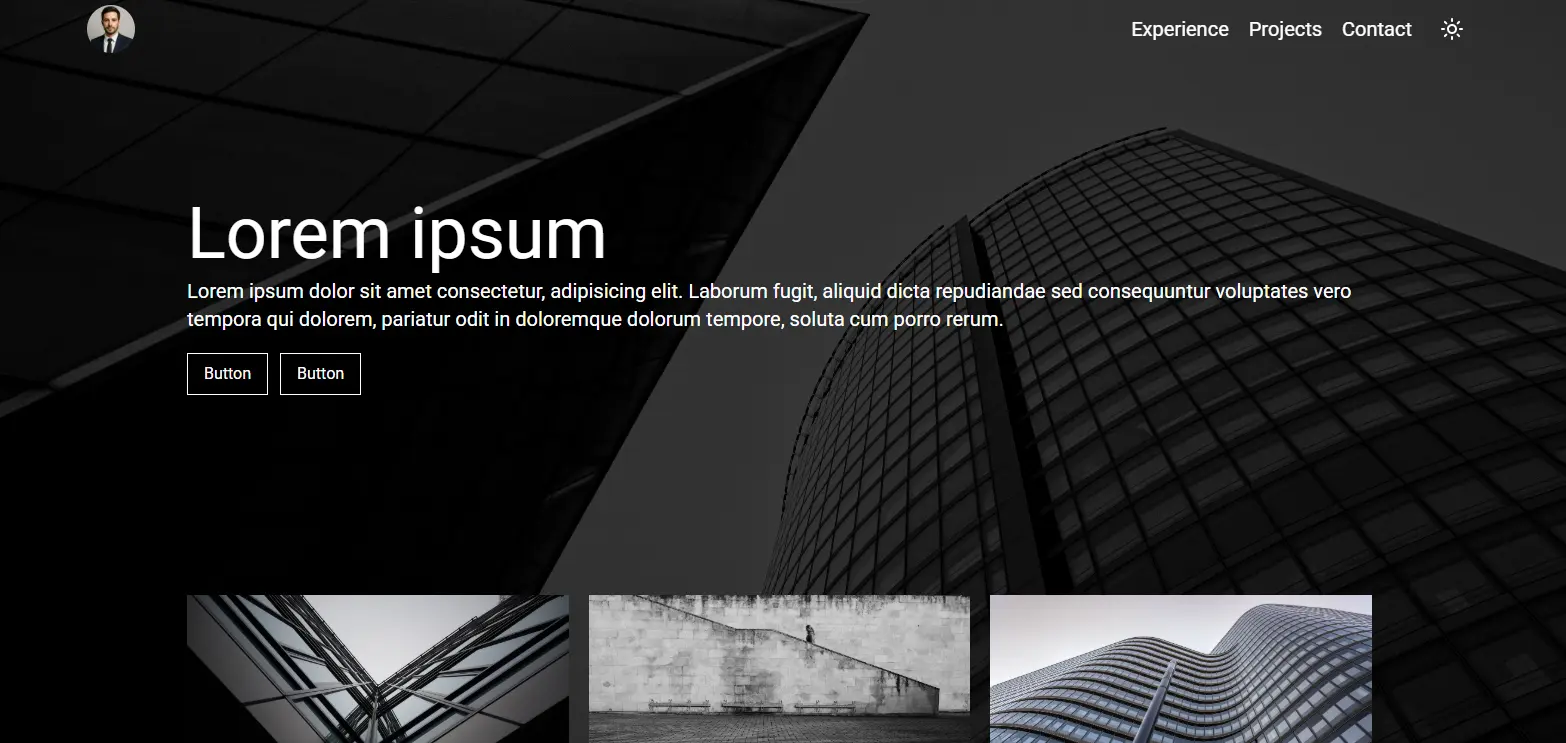 Experience Projects Contact
Lorem ipsum
Lorem ipsum dolor sit amet consectetur, adipisicing elit. Laborum fugit, aliquid dicta repudiandae sed consequuntur voluptates vero
tempora qui dolorem, pariatur odit in doloremque dolorum tempore, soluta cum porro rerum.
Button Button